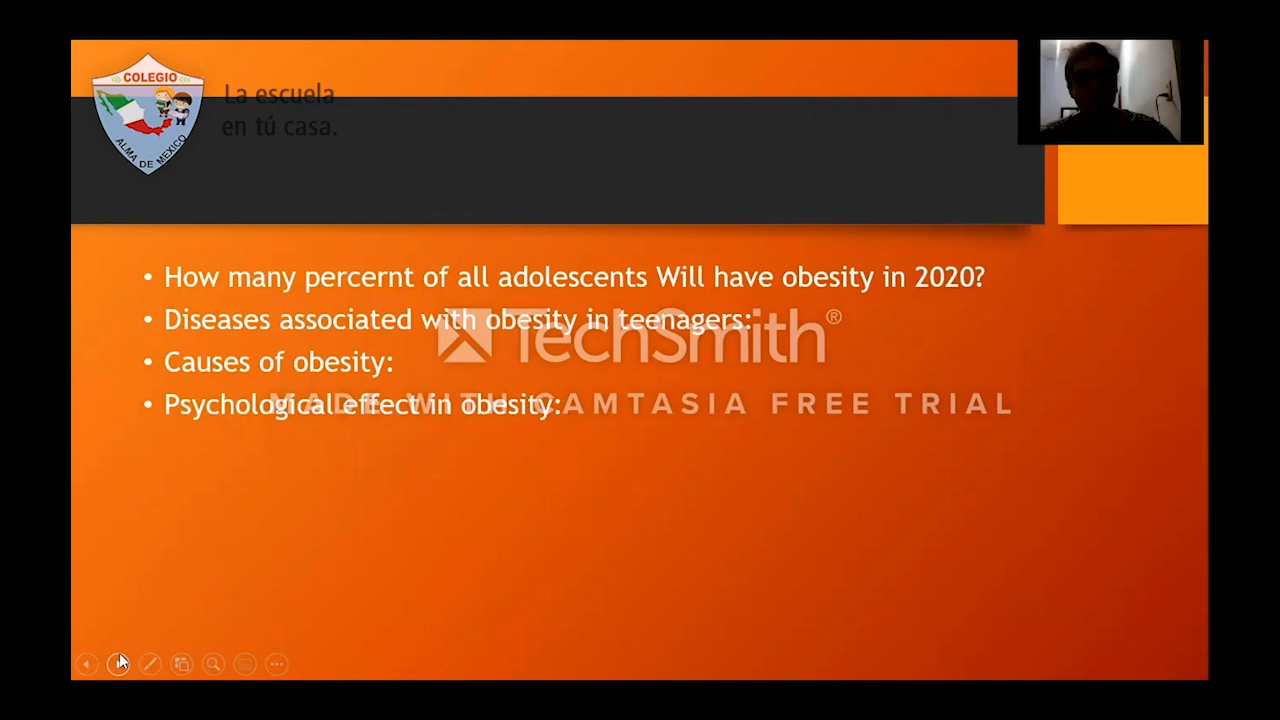 COLEGIO
ALMA DE MEXICO
La escuela
en tú casa.
• How many percernt of all adolescents Will have obesity in 2020?
• Diseases associated with obesity in teenagers:
• Causes of obesity:
• Psychological effect in obesity:
TechSmith®
MADE WITH CAMTASIA FREE TRIAL